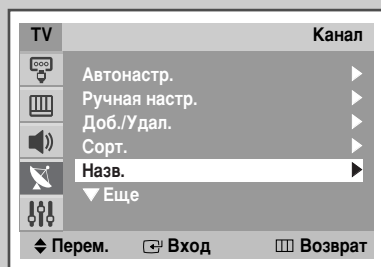 TV Канал
Автонастр.
Ручная настр.
Доб./Удал.
Сорт.
Назв.
Еще
Перем. Вход Возврат